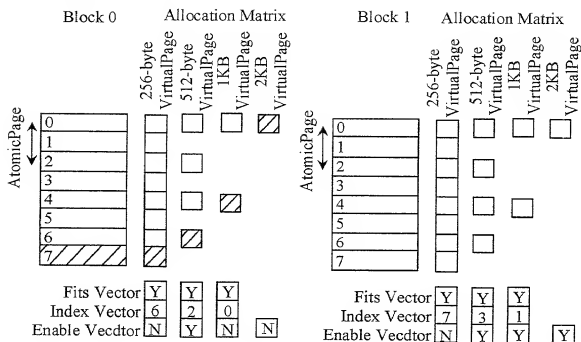 Block 0
Allocation Matrix
256-byte
VirtualPage
512-byte
VirtualPage
1KB
VirtualPage
2KB
VirtualPage
AtomicPage
0
1
2
3
4
5
6
7
Fits Vector Y Y Y
Index Vector 6 2 0
Enable Vecdtor N Y N N
Block 1
Allocation Matrix
256-byte
VirtualPage
512-byte
VirtualPage
1KB
VirtualPage
2KB
VirtualPage
AtomicPage
0
1
2
3
4
5
6
7
Fits Vector Y Y Y
Index Vector 7 3 1
Enable Vecdtor N Y Y Y